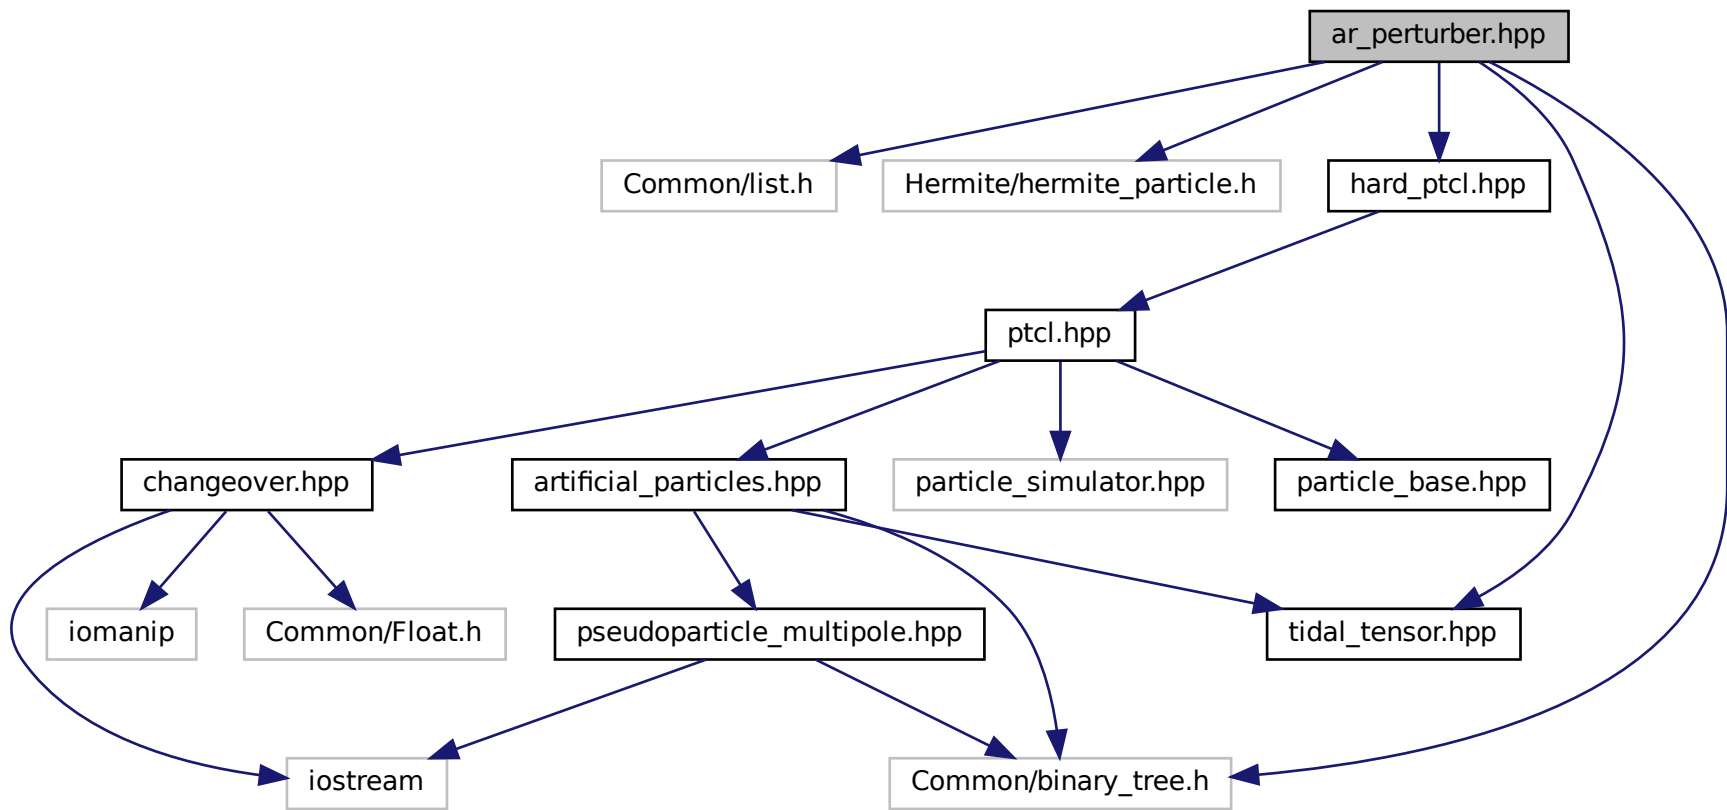 ar_perturber.hpp
Common/list.h
Hermite/hermite_particle.h
hard_ptcl.hpp
ptcl.hpp
changeover.hpp
artificial_particles.hpp
particle_simulator.hpp
particle_base.hpp
iomanip
Common/Float.h
pseudoparticle_multipole.hpp
tidal_tensor.hpp
iostream
Common/binary_tree.h